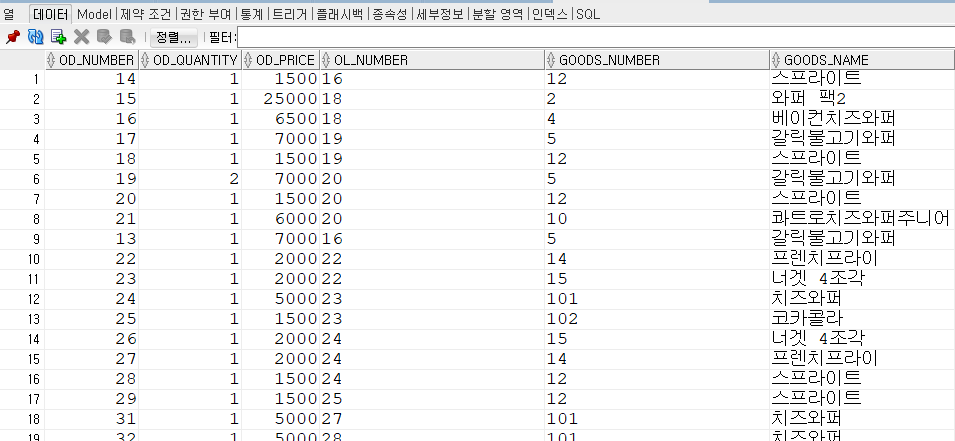 열 데이터 Model 제약 조건 권한 부여 통계 트리거 플래시백 종속성 세부정보 분할 영역 인덱스 SQL
정렬... 필터:
OD_NUMBER OD_QUANTITY OD_PRICE OL_NUMBER GOODS_NUMBER GOODS_NAME
1 14 1 1500 16 12 스프라이트
2 15 1 25000 18 2 와퍼 팩2
3 16 1 6500 18 4 베이컨치즈와퍼
4 17 1 7000 19 5 갈릭불고기와퍼
5 18 1 1500 19 12 스프라이트
6 19 2 7000 20 5 갈릭불고기와퍼
7 20 1 1500 20 12 스프라이트
8 21 1 6000 20 10 콰트로치즈와퍼주니어
9 13 1 7000 16 5 갈릭불고기와퍼
10 22 1 2000 22 14 프렌치프라이
11 23 1 2000 22 15 너겟 4조각
12 24 1 5000 23 101 치즈와퍼
13 25 1 1500 23 102 코카콜라
14 26 1 2000 24 15 너겟 4조각
15 27 1 2000 24 14 프렌치프라이
16 28 1 1500 24 12 스프라이트
17 29 1 1500 25 12 스프라이트
18 31 1 5000 27 101 치즈와퍼
19 32 1 5000 28 101 치즈와퍼